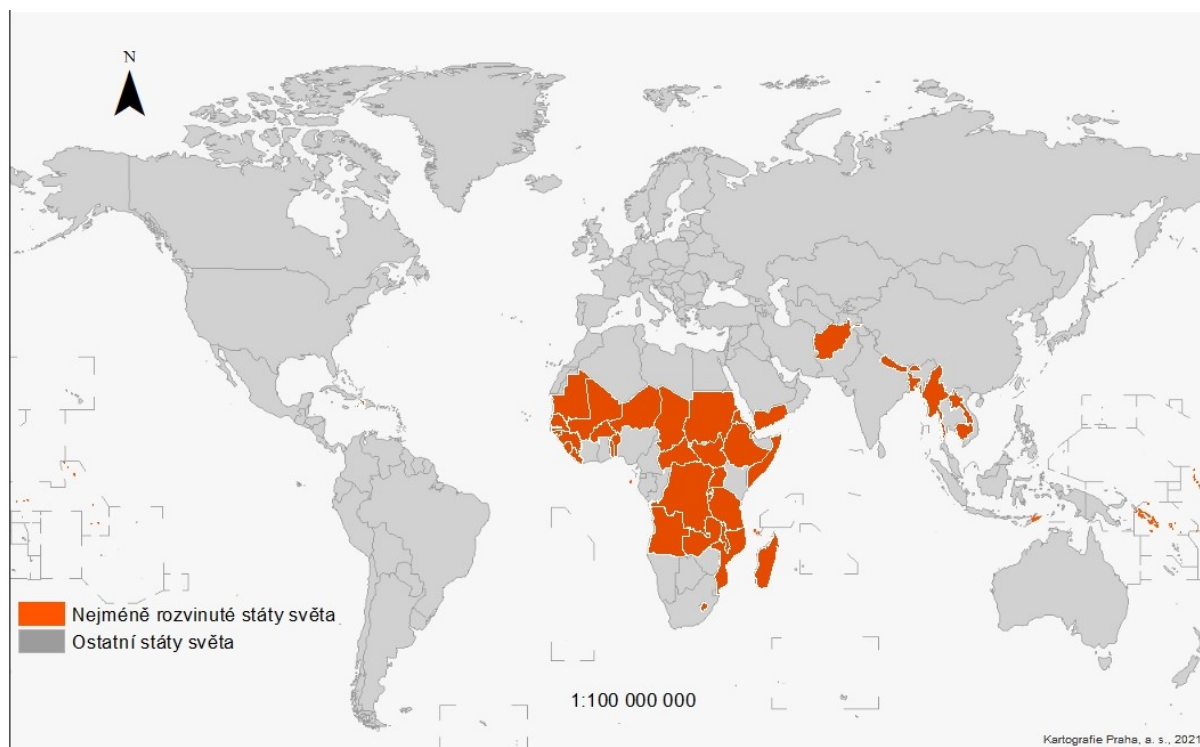 N
Nejméně rozvinuté státy světa
Ostatní státy světa
1:100 000 000
Kartografie Praha, a. s., 2021